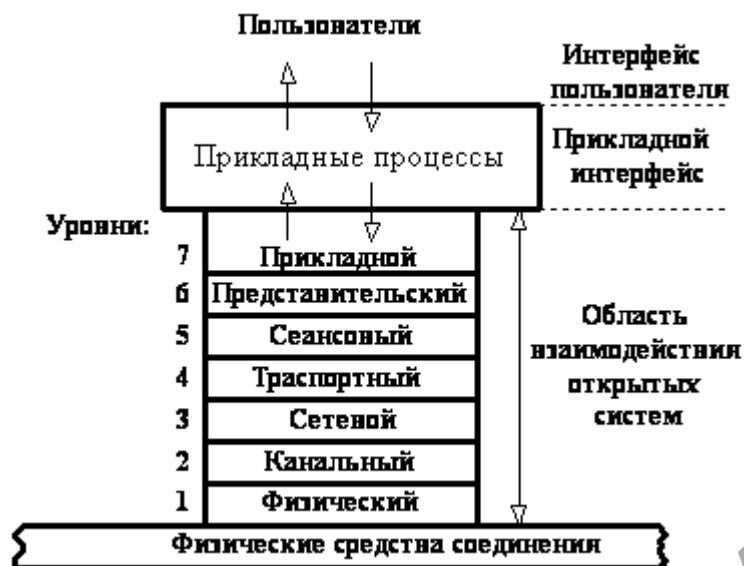 Пользователи
Интерфейс
пользователя
Прикладные процессы
Прикладной
интерфейс
Уровни:
7 Прикладной
6 Представительский
5 Сеансовый
4 Траспортный
3 Сетевой
2 Канальный
1 Физический
Область
взаимодействия
открытых
систем
Физические средства соединения